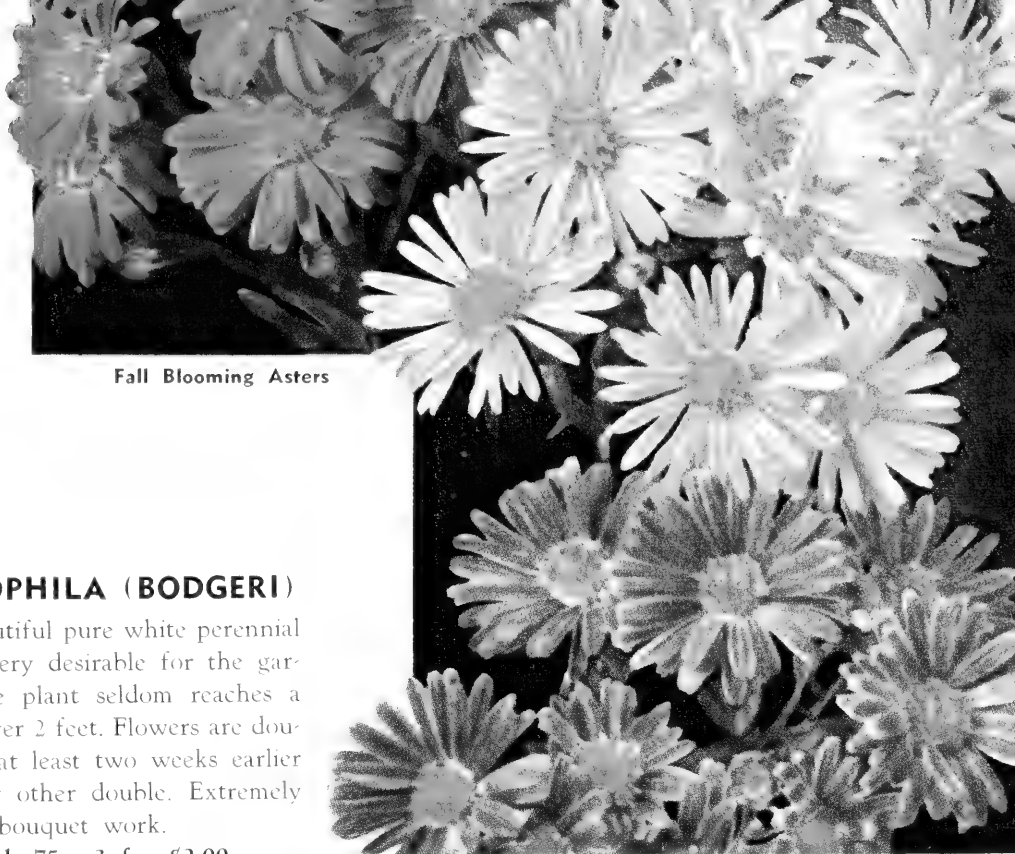 Fall Blooming Asters
OPHILA (BODGERI)
utiful pure white perennial
ery desirable for the gar-
e plant seldom reaches a
er 2 feet. Flowers are dou-
at least two weeks earlier
other double. Extremely
bouquet work.